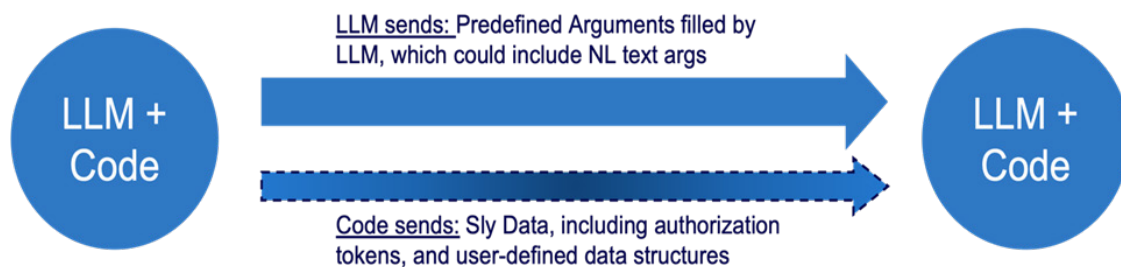 LLM sends: Predefined Arguments filled by
LLM, which could include NL text args
LLM +
Code
LLM +
Code
Code sends: Sly Data, including authorization
tokens, and user-defined data structures